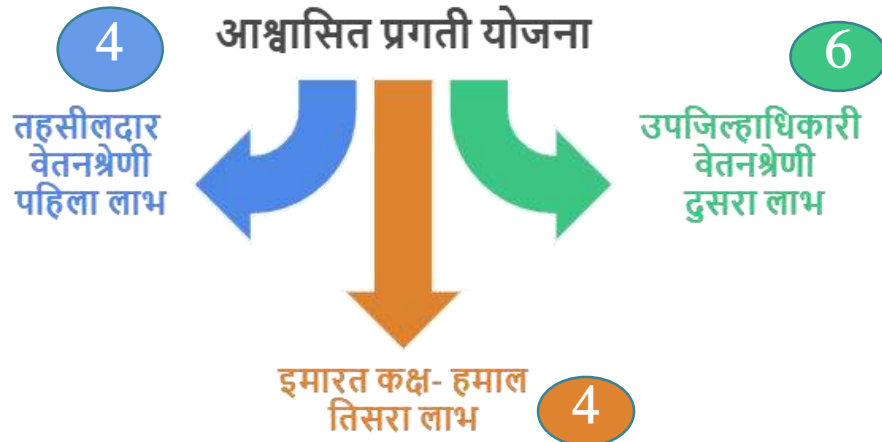 आश्वासित प्रगती योजना
4
तहसीलदार
वेतनश्रेणी
पहिला लाभ
6
उपजिल्हाधिकारी
वेतनश्रेणी
दुसरा लाभ
इमारत कक्ष- हमाल
तिसरा लाभ
4